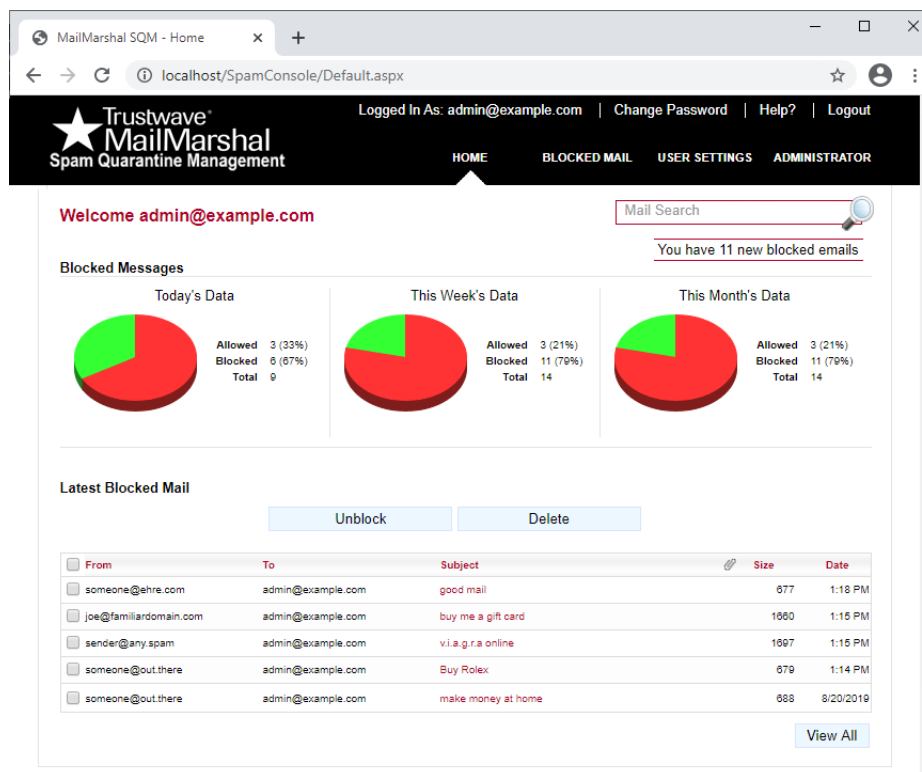 MailMarshal SQM - Home
localhost/SpamConsole/Default.aspx
Trustwave®
MailMarshal
Spam Quarantine Management
Logged In As: admin@example.com | Change Password | Help? | Logout
HOME BLOCKED MAIL USER SETTINGS ADMINISTRATOR
Welcome admin@example.com
Mail Search
You have 11 new blocked emails
Blocked Messages
Today's Data
Allowed 3 (33%)
Blocked 6 (67%)
Total 9
This Week's Data
Allowed 3 (21%)
Blocked 11 (79%)
Total 14
This Month's Data
Allowed 3 (21%)
Blocked 11 (79%)
Total 14
Latest Blocked Mail
Unblock Delete
From To Subject Size Date
someone@ehre.com admin@example.com good mail 677 1:18 PM
joe@familiardomain.com admin@example.com buy me a gift card 1660 1:15 PM
sender@any.spam admin@example.com v.i.a.g.r.a online 1697 1:15 PM
someone@out.there admin@example.com Buy Rolex 679 1:14 PM
someone@out.there admin@example.com make money at home 688 8/20/2019
View All